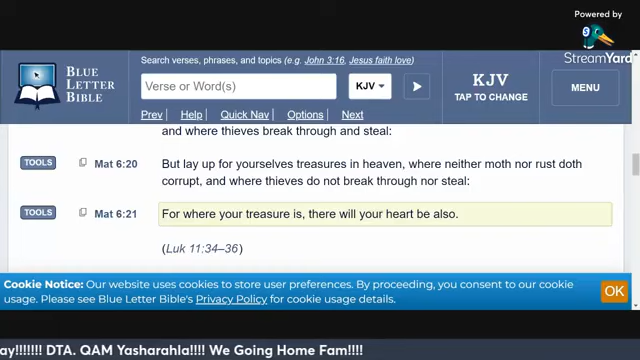 Powered by
StreamYard
BLUE
LETTER
BIBLE
Search verses, phrases, and topics (e.g. John 3:16, Jesus faith love)
Verse or Word(s)
KJV
KJV
TAP TO CHANGE
MENU
Prev | Help | Quick Nav | Options | Next
and where thieves break through and steal:
TOOLS Mat 6:20 But lay up for yourselves treasures in heaven, where neither moth nor rust doth
corrupt, and where thieves do not break through nor steal:
TOOLS Mat 6:21 For where your treasure is, there will your heart be also.
(Luk 11:34–36)
Cookie Notice: Our website uses cookies to store user preferences. By proceeding, you consent to our cookie
usage. Please see Blue Letter Bible's Privacy Policy for cookie usage details.
OK
ay!!!!!!! DTA. QAM Yasharahla!!!! We Going Home Fam!!!!